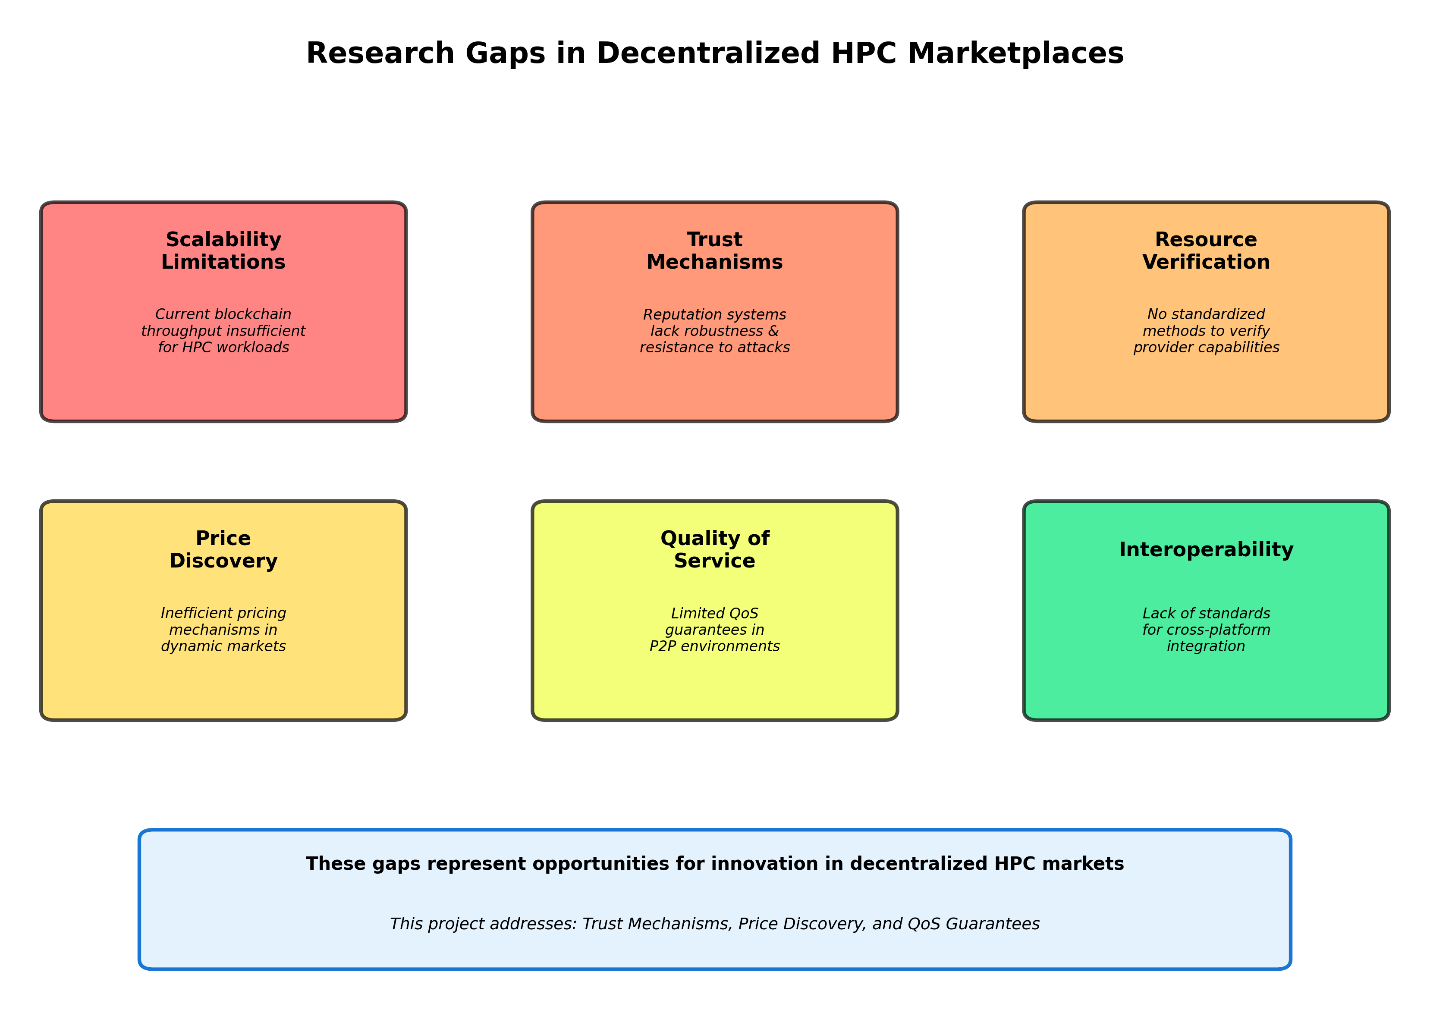 Research Gaps in Decentralized HPC Marketplaces
Scalability
Limitations
Current blockchain
throughput insufficient
for HPC workloads
Trust
Mechanisms
Reputation systems
lack robustness &
resistance to attacks
Resource
Verification
No standardized
methods to verify
provider capabilities
Price
Discovery
Inefficient pricing
mechanisms in
dynamic markets
Quality of
Service
Limited QoS
guarantees in
P2P environments
Interoperability
Lack of standards
for cross-platform
integration
These gaps represent opportunities for innovation in decentralized HPC markets
This project addresses: Trust Mechanisms, Price Discovery, and QoS Guarantees